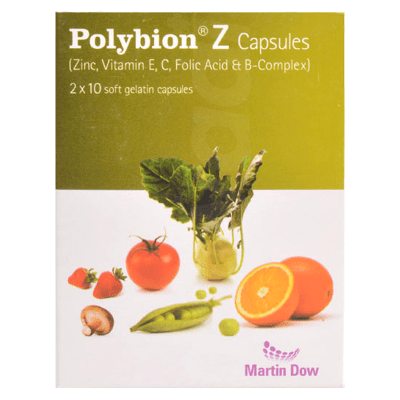 Polybion® Z Capsules
(Zinc, Vitamin E, C, Folic Acid & B-Complex)
2 x 10 soft gelatin capsules
Martin Dow